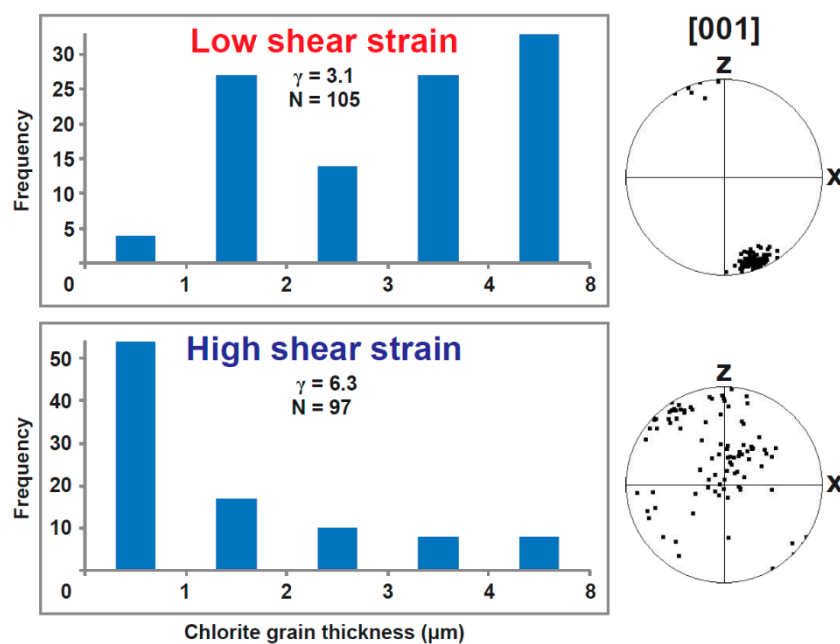 Low shear strain
γ = 3.1
N = 105
Frequency
30
25
20
15
10
5
0 1 2 3 4 8
[001]
Z
X
High shear strain
γ = 6.3
N = 97
Frequency
50
40
30
20
10
0 1 2 3 4 8
Chlorite grain thickness (μm)
Z
X